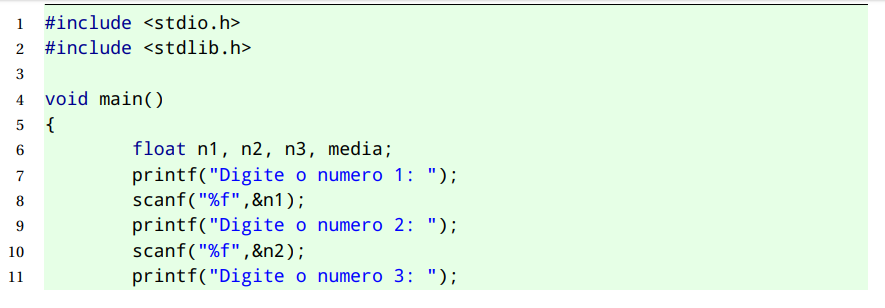 1 #include <stdio.h>
2 #include <stdlib.h>
3
4 void main()
5 {
6 float n1, n2, n3, media;
7 printf("Digite o numero 1: ");
8 scanf("%f",&n1);
9 printf("Digite o numero 2: ");
10 scanf("%f",&n2);
11 printf("Digite o numero 3: ");